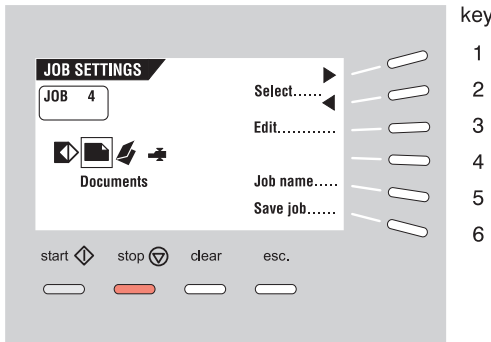 key
JOB SETTINGS
1
JOB 4
Select......
2
Edit............
3
4
Documents
Job name.....
5
Save job......
6
start stop clear esc.